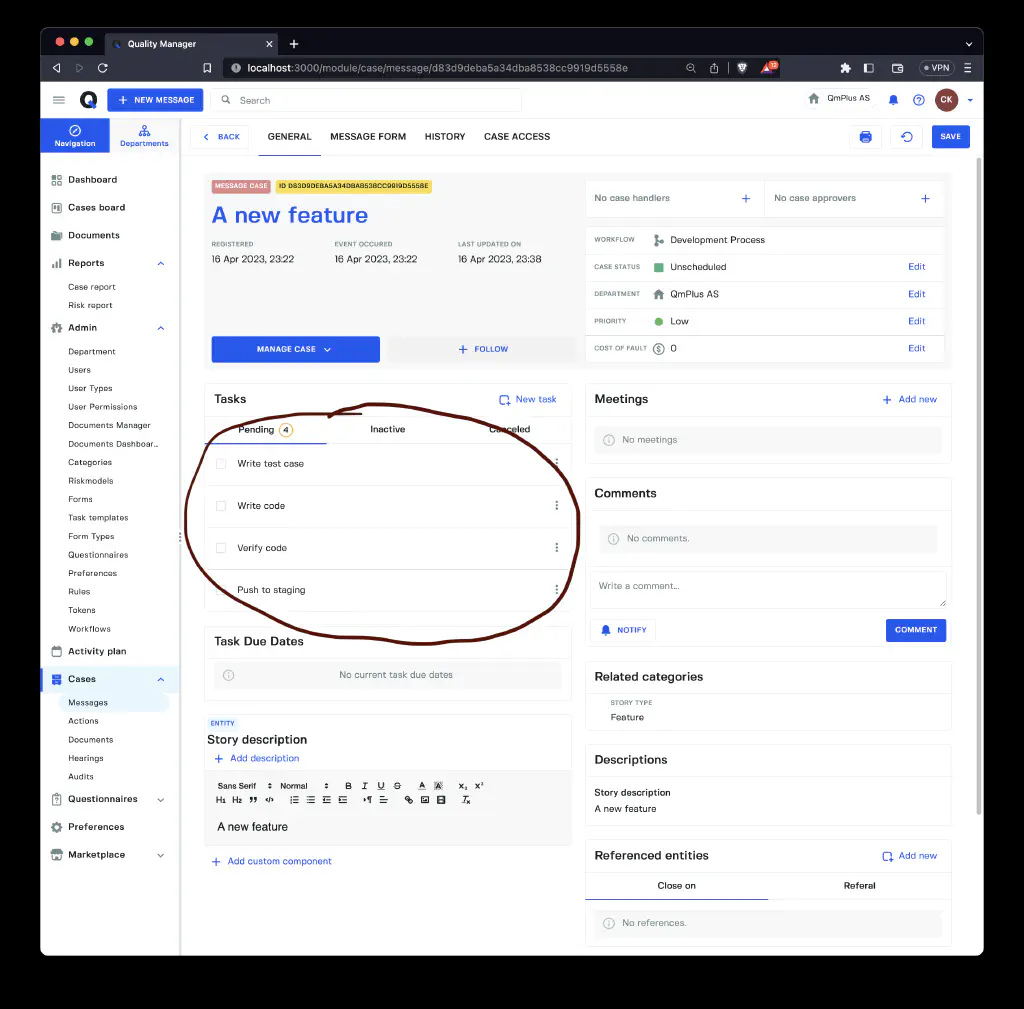 Quality Manager
localhost:3000/module/case/message/d83d9deba5a34dba8538cc9919d5558e
12
VPN
NEW MESSAGE
Search
QmPlus AS
CK
Navigation
Departments
BACK
GENERAL
MESSAGE FORM
HISTORY
CASE ACCESS
SAVE
Dashboard
Cases board
Documents
Reports
Case report
Risk report
Admin
Department
Users
User Types
User Permissions
Documents Manager
Documents Dashboar...
Categories
Riskmodels
Forms
Task templates
Form Types
Questionnaires
Preferences
Rules
Tokens
Workflows
Activity plan
Cases
Messages
Actions
Documents
Hearings
Audits
Questionnaires
Preferences
Marketplace
MESSAGE CASE
ID D83D9DEBA5A34DBA8538CC9919D5558E
A new feature
REGISTERED
16 Apr 2023, 23:22
EVENT OCCURED
16 Apr 2023, 23:22
LAST UPDATED ON
16 Apr 2023, 23:38
MANAGE CASE
FOLLOW
No case handlers
No case approvers
WORKFLOW Development Process
CASE STATUS Unscheduled Edit
DEPARTMENT QmPlus AS Edit
PRIORITY Low Edit
COST OF FAULT 0 Edit
Tasks
New task
Pending 4
Inactive
Canceled
Write test case
Write code
Verify code
Push to staging
Task Due Dates
No current task due dates
ENTITY
Story description
Add description
Sans Serif Normal B I U S A A X₂ X²
H1 H2
A new feature
Add custom component
Meetings
Add new
No meetings
Comments
No comments.
Write a comment...
NOTIFY
COMMENT
Related categories
STORY TYPE
Feature
Descriptions
Story description
A new feature
Referenced entities
Add new
Close on
Referal
No references.